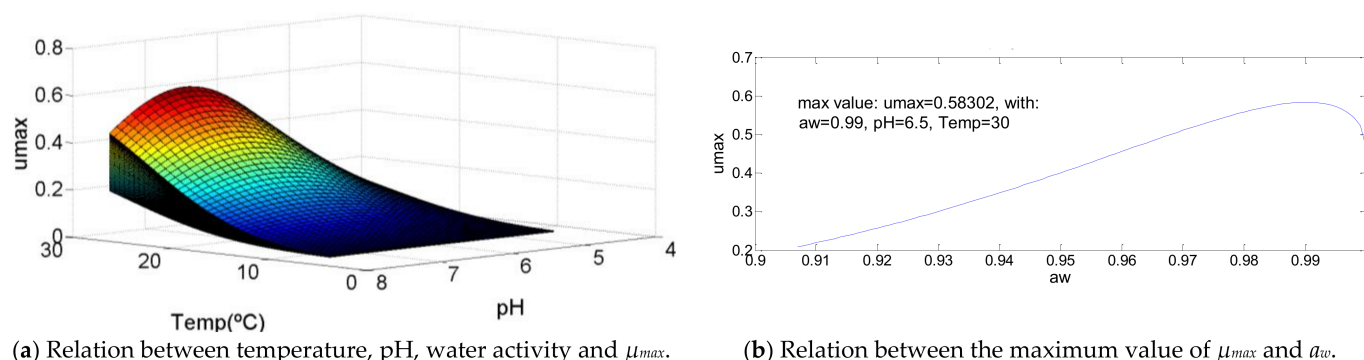 0.8
0.6
0.4
0.2
0
umax
30
20
10
0
Temp(ºC)
8
7
6
5
4
pH
(a) Relation between temperature, pH, water activity and μmax.
0.7
0.6
0.5
0.4
0.3
0.2
umax
max value: umax=0.58302, with:
aw=0.99, pH=6.5, Temp=30
0.9 0.91 0.92 0.93 0.94 0.95 0.96 0.97 0.98 0.99
aw
(b) Relation between the maximum value of μmax and aw.